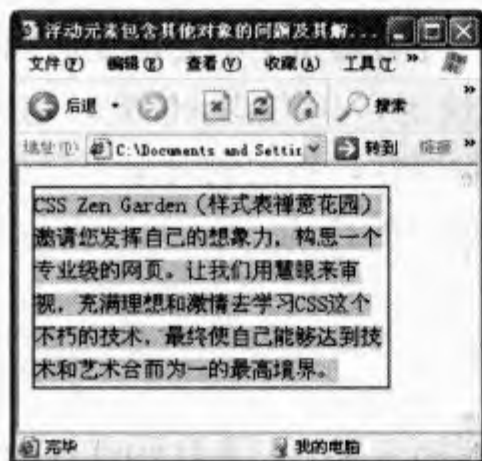 浮动元素包含其他对象的问题及其解...
文件(F) 编辑(E) 查看(V) 收藏(A) 工具(T »
后退 · 搜索 »
地址(D) C:\Documents and Settir 转到 链接 »
CSS Zen Garden（样式表禅意花园）
邀请您发挥自己的想象力，构思一个
专业级的网页。让我们用慧眼来审
视，充满理想和激情去学习CSS这个
不朽的技术，最终使自己能够达到技
术和艺术合而为一的最高境界。
完毕 我的电脑